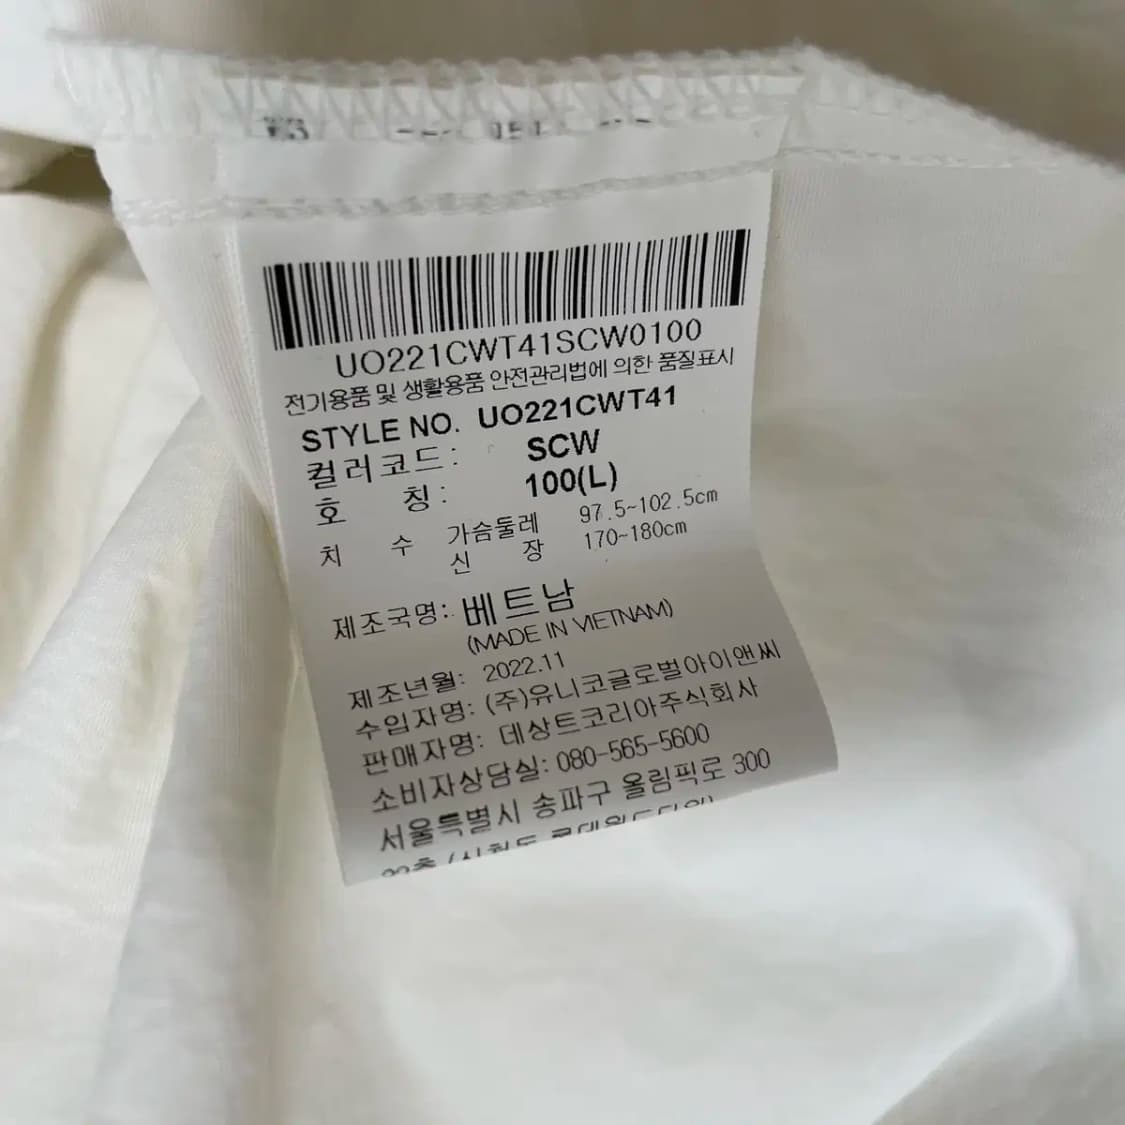 UO221CWT41SCW0100
전기용품 및 생활용품 안전관리법에 의한 품질표시
STYLE NO. UO221CWT41
컬러코드: SCW
호 칭: 100(L)
치 수 가슴둘레 97.5~102.5cm
신 장 170~180cm
제조국명: 베트남
(MADE IN VIETNAM)
제조년월: 2022.11
수입자명: (주)유니코글로벌아이앤씨
판매자명: 데상트코리아주식회사
소비자상담실: 080-565-5600
서울특별시 송파구 올림픽로 300